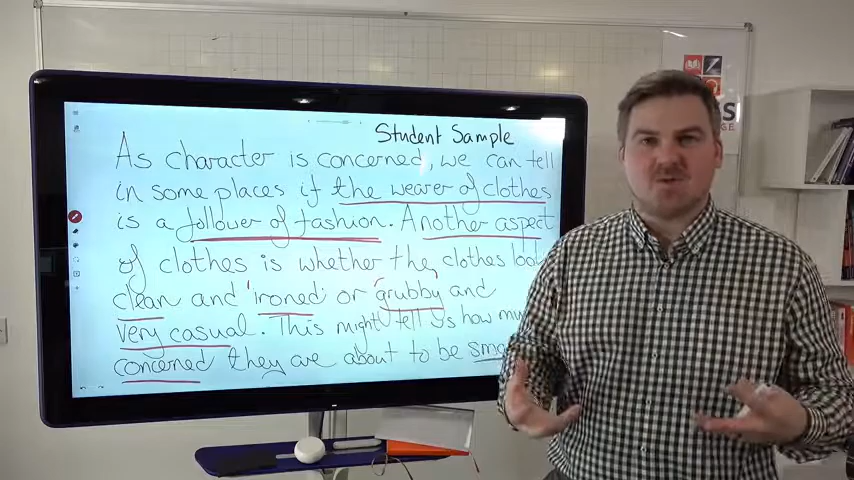 Student Sample
As character is concerned, we can tell
in some places if the wearer of clothes
is a follower of fashion. Another aspect
of clothes is whether the clothes look
clean and 'ironed' or "grubby" and
very casual. This might tell us how
concerned they are about to be